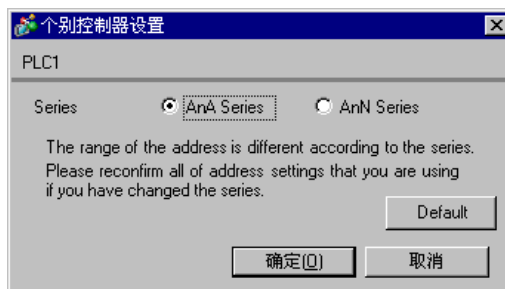 个别控制器设置
PLC1
Series AnA Series AnN Series
The range of the address is different according to the series.
Please reconfirm all of address settings that you are using
if you have changed the series.
Default
确定(O) 取消